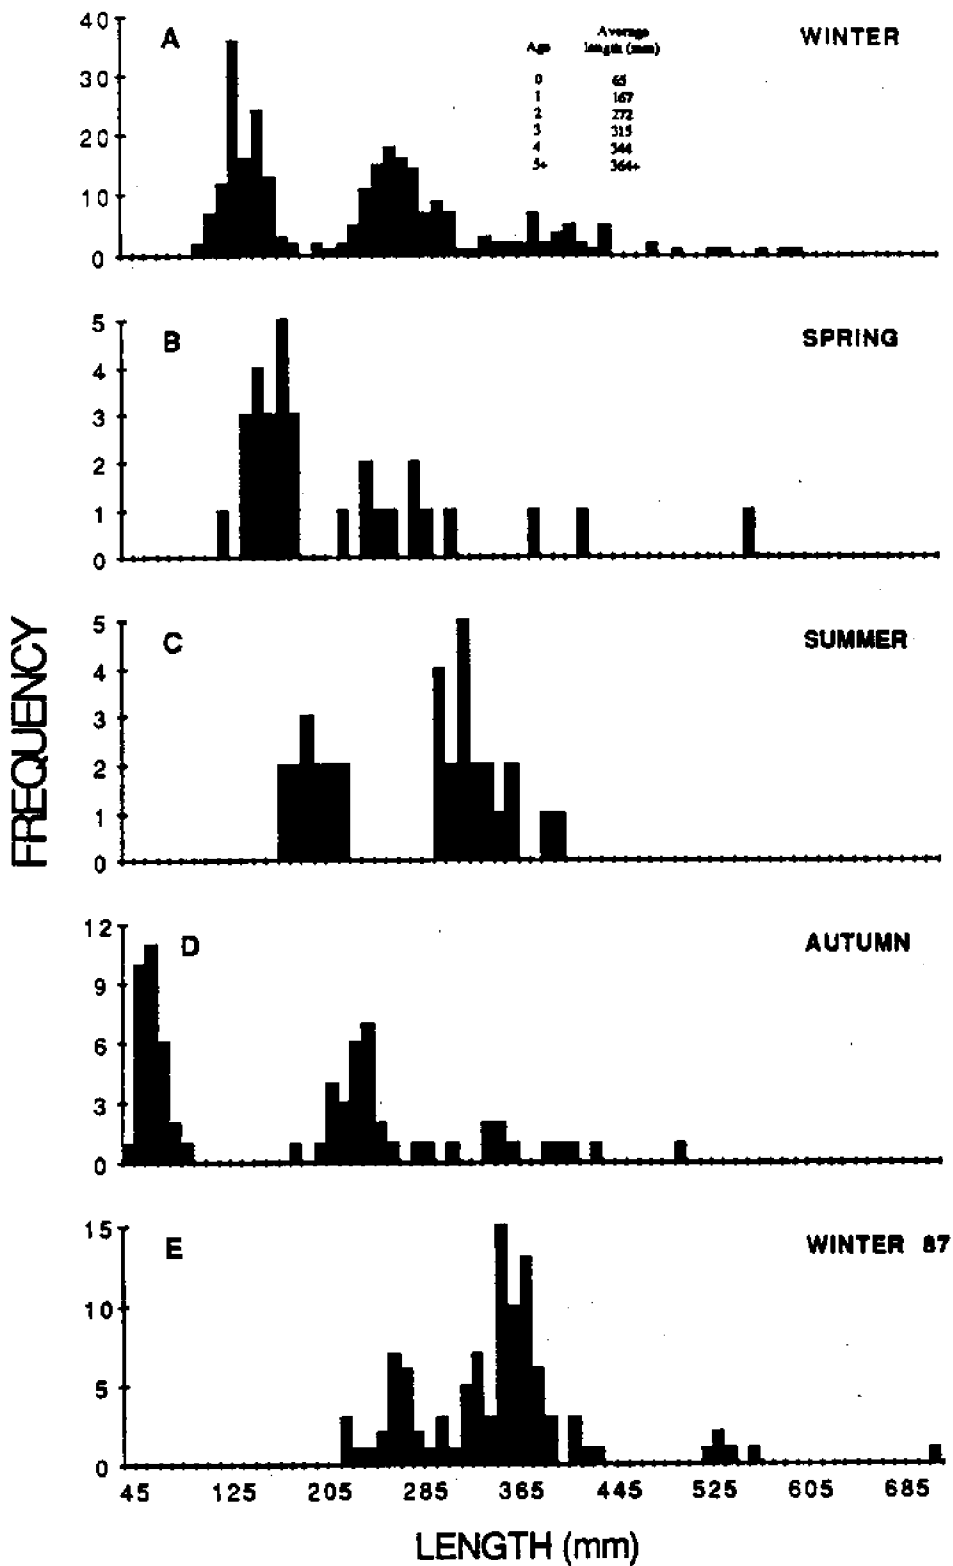 40
A
WINTER
30
20
10
0
Age Average length (mm)
0 65
1 167
2 272
3 315
4 344
5+ 364+
5
B
SPRING
4
3
2
1
0
5
C
SUMMER
4
3
2
1
0
12
D
AUTUMN
9
6
3
0
15
E
WINTER 87
10
5
0
FREQUENCY
45 125 205 285 365 445 525 605 685
LENGTH (mm)